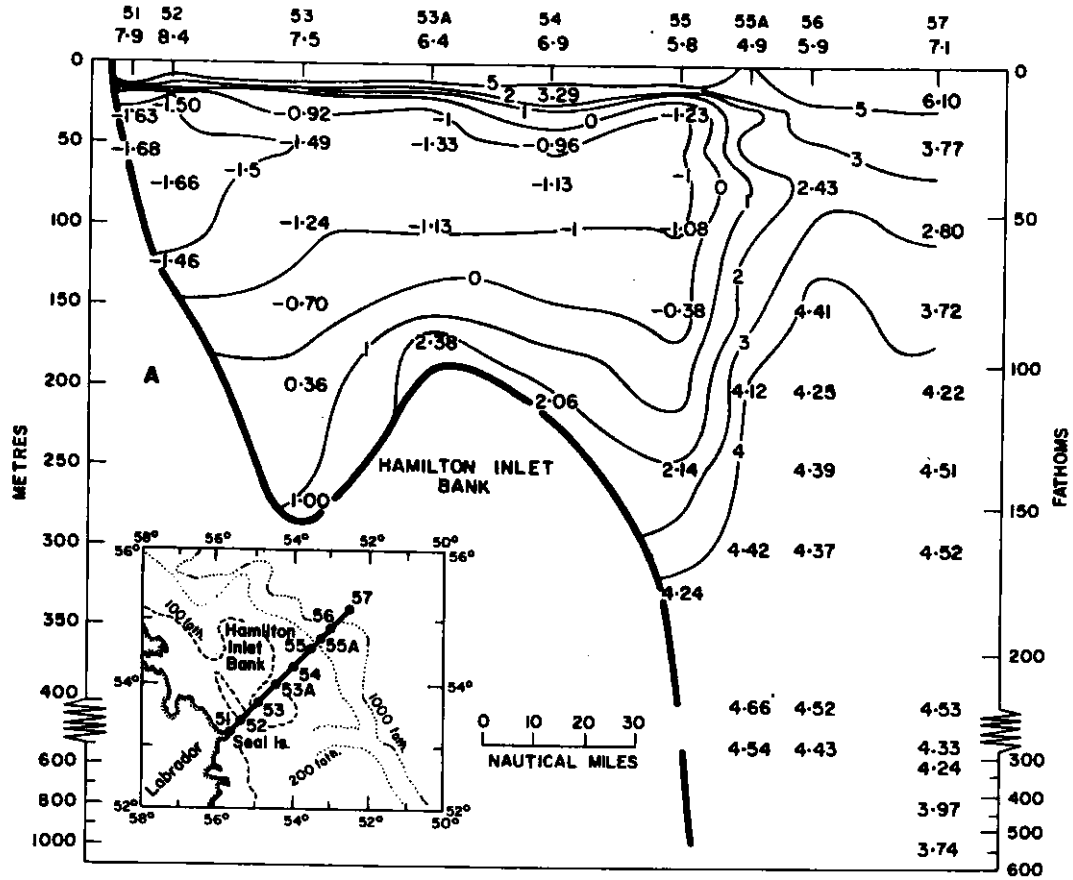 51 52 53 53A 54 55 55A 56 57
7·9 8·4 7·5 6·4 6·9 5·8 4·9 5·9 7·1
0 0
5 5 6·10
2 3·29
-1·50 1
-1·63 -0·92 -1 0 -1·23
50 -1·68 -1·49 -1·33 -0·96 3 3·77
-1·66 -1·5 -1·13 -1 0 2·43
1
100 -1·24 -1·13 -1 -1·08 50 2·80
-1·46
0 2
150 -0·70 -0·38 4·41 3·72
1 2·38 3
A
200 0·36 2·06 4·12 4·25 4·22 100
METRES
250 HAMILTON INLET 2·14 4 4·39 4·51
BANK
FATHOMS
1·00 150
300 4·42 4·37 4·52
4·24
350
200
400 4·66 4·52 4·53
4·54 4·43 4·33
600 300
4·24
800 3·97 400
500
1000 3·74
600
58° 56° 54° 52° 50°
56° 56°
57
100 fath.
Hamilton
Inlet
Bank
56
55 55A
54
54° 53A 54°
53
51 52
Seal Is.
1000 fath.
200 fath.
Labrador
52° 52°
58° 56° 54° 52° 50°
0 10 20 30
NAUTICAL MILES